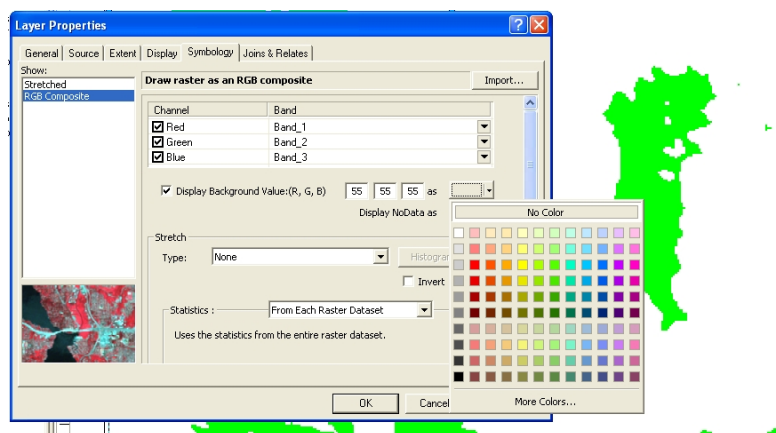 Layer Properties
General Source Extent Display Symbology Joins & Relates
Show:
Stretched
RGB Composite
Draw raster as an RGB composite
Import...
Channel Band
Red Band_1
Green Band_2
Blue Band_3
Display Background Value:(R, G, B) 55 55 55 as
Display NoData as
No Color
Stretch
Type: None
Histogram
Invert
Statistics : From Each Raster Dataset
Uses the statistics from the entire raster dataset.
More Colors...
OK Cancel